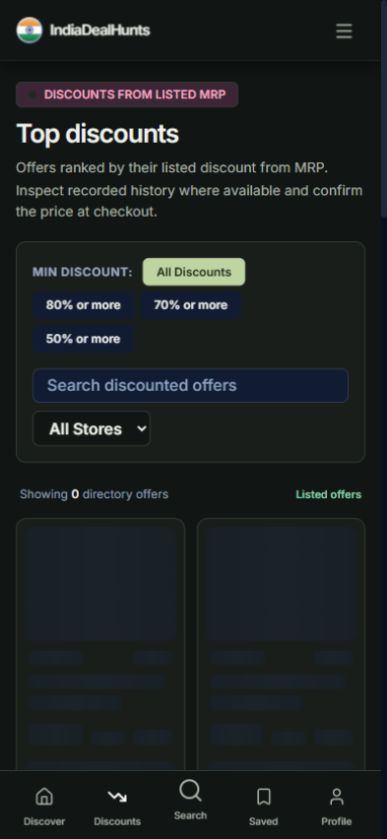 IndiaDealHunts
DISCOUNTS FROM LISTED MRP
Top discounts
Offers ranked by their listed discount from MRP.
Inspect recorded history where available and confirm
the price at checkout.
MIN DISCOUNT: All Discounts
80% or more 70% or more
50% or more
Search discounted offers
All Stores
Showing 0 directory offers Listed offers
Discover Discounts Search Saved Profile